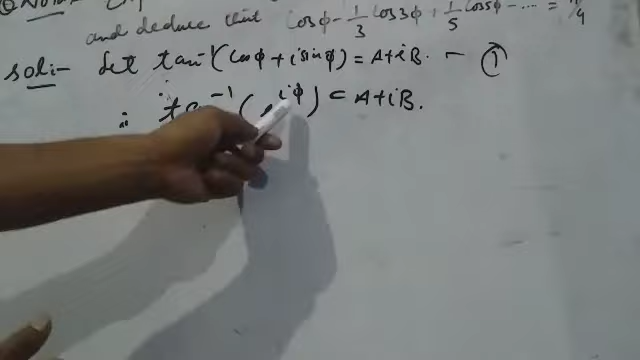 and deduce that Cosϕ - 1/3 Cos3ϕ + 1/5 Cos5ϕ - ---- = π/4
Sol:- Let tan⁻¹(Cosϕ + i sinϕ) = A+iB. - ①
∴ tan⁻¹(e^iϕ) = A+iB.